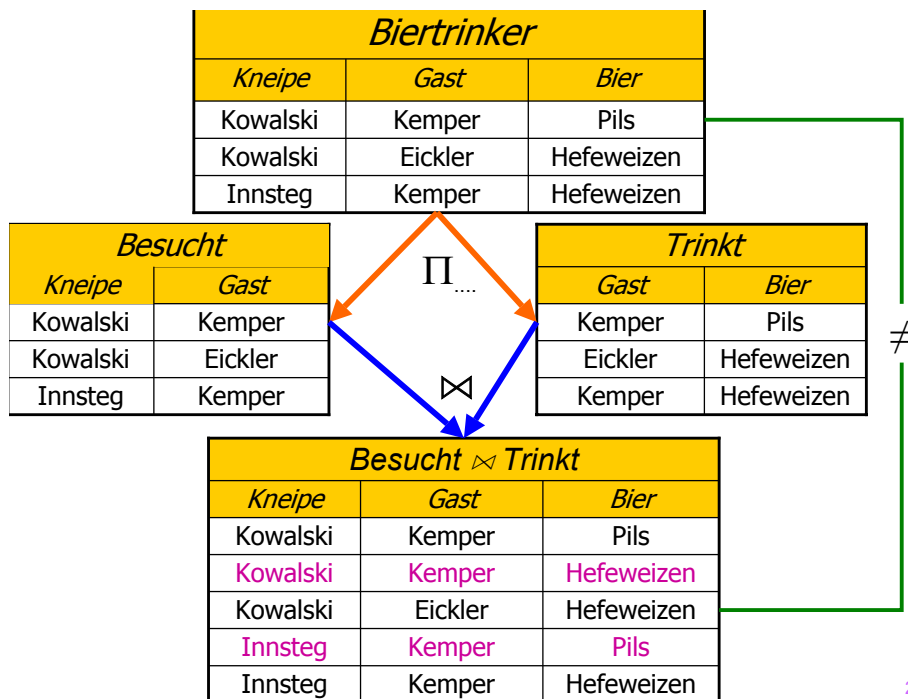 Biertrinker
Kneipe Gast Bier
Kowalski Kemper Pils
Kowalski Eickler Hefeweizen
Innsteg Kemper Hefeweizen
Besucht
Kneipe Gast
Kowalski Kemper
Kowalski Eickler
Innsteg Kemper
Π....
⋈
Trinkt
Gast Bier
Kemper Pils
Eickler Hefeweizen
Kemper Hefeweizen
≠
Besucht ⋈ Trinkt
Kneipe Gast Bier
Kowalski Kemper Pils
Kowalski Kemper Hefeweizen
Kowalski Eickler Hefeweizen
Innsteg Kemper Pils
Innsteg Kemper Hefeweizen